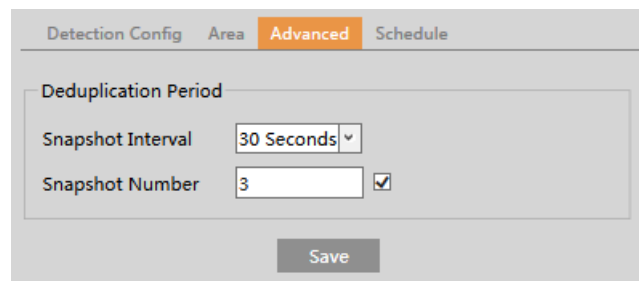 Detection Config Area Advanced Schedule
Deduplication Period
Snapshot Interval 30 Seconds
Snapshot Number 3
Save